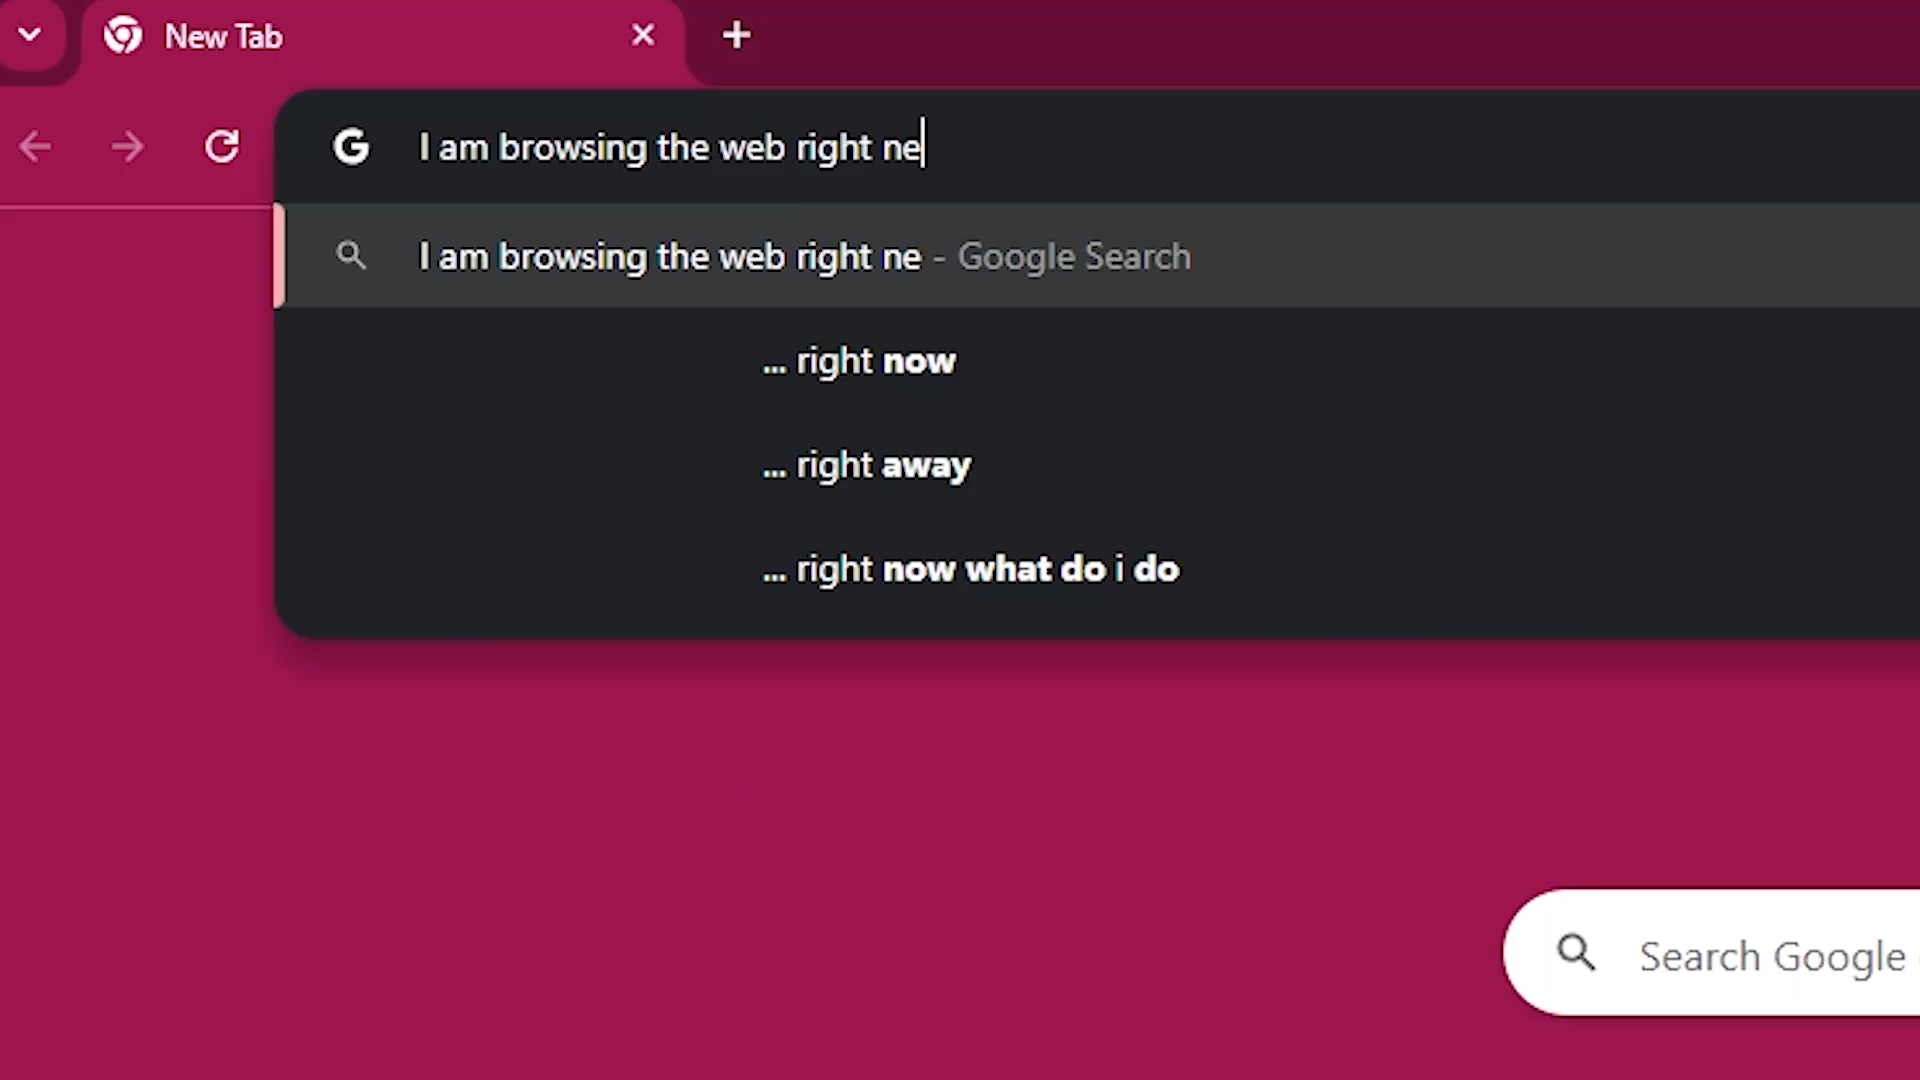 New Tab
I am browsing the web right ne
I am browsing the web right ne - Google Search
... right now
... right away
... right now what do i do
Search Google